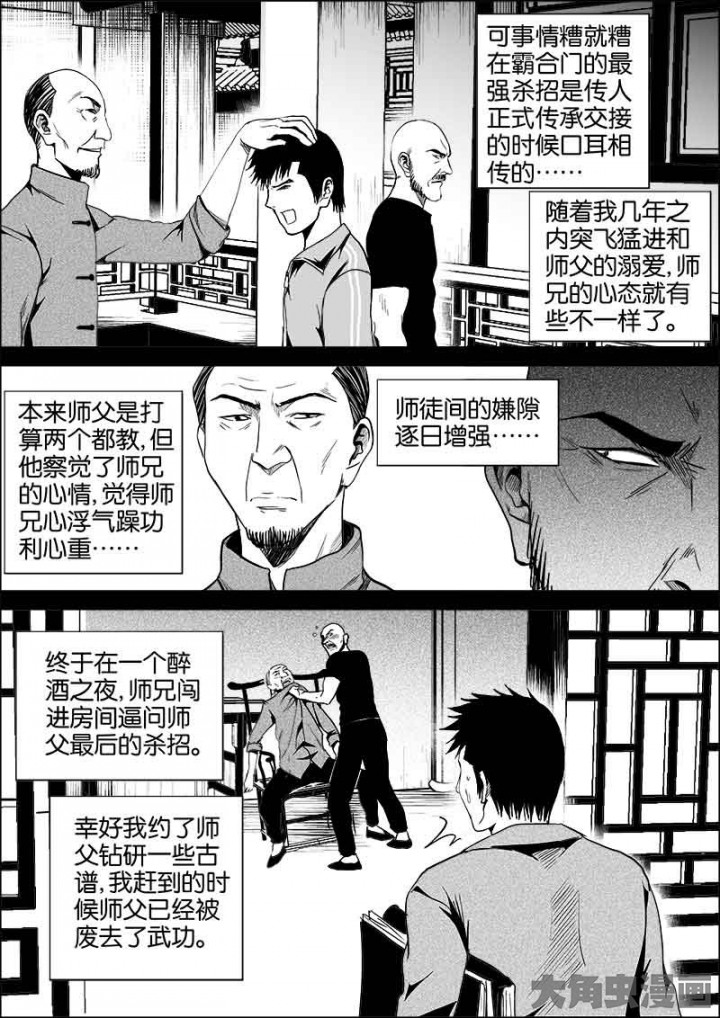 可事情糟就糟
在霸合门的最
强杀招是传人
正式传承交接
的时候口耳相
传的……
随着我几年之
内突飞猛进和
师父的溺爱,师
兄的心态就有
些不一样了。
本来师父是打
算两个都教,但
他察觉了师兄
的心情,觉得师
兄心浮气躁功
利心重……
师徒间的嫌隙
逐日增强……
终于在一个醉
酒之夜,师兄闯
进房间逼问师
父最后的杀招。
幸好我约了师
父钻研一些古
谱,我赶到的时
候师父已经被
废去了武功。
大角虫漫画